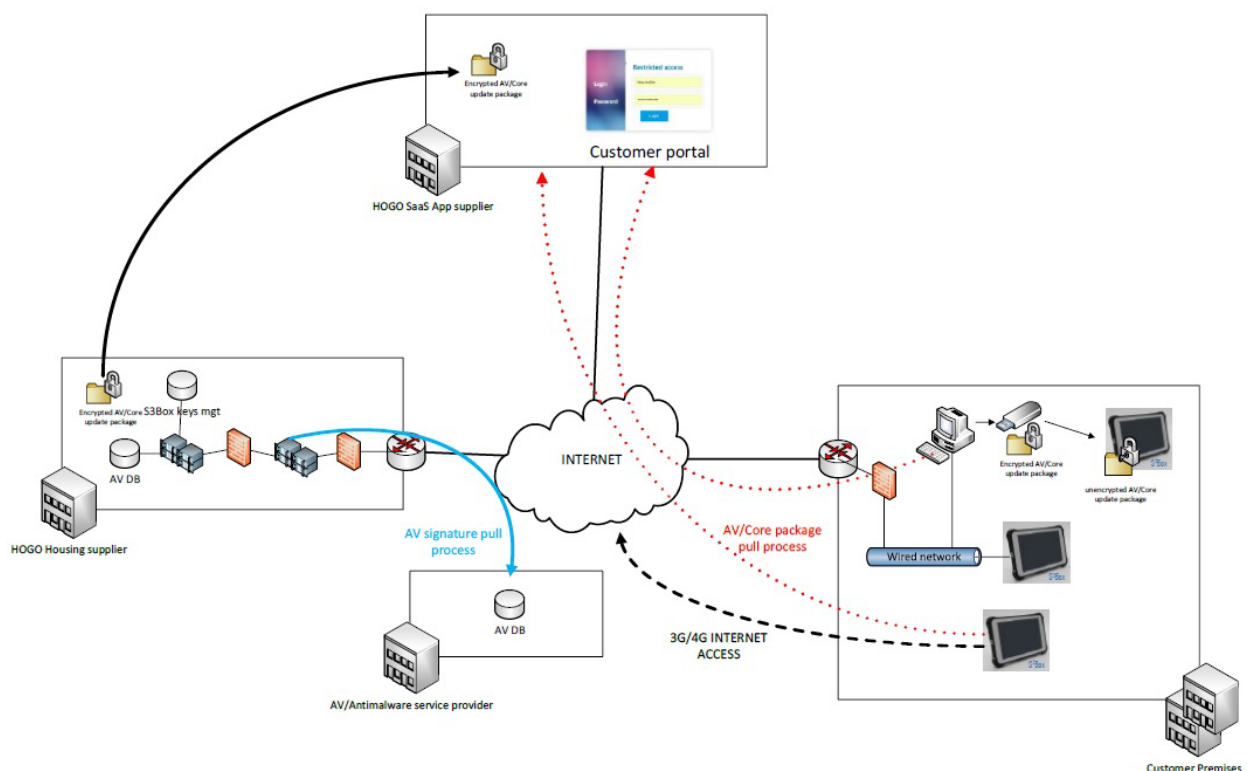 Encrypted AV/Core
update package
Restricted access
Login
Password
Customer portal
HOGO SaaS App supplier
Encrypted AV/Core
update package
S3Box keys mgt
AV DB
HOGO Housing supplier
AV signature pull
process
INTERNET
AV DB
AV/Antimalware service provider
AV/Core package
pull process
3G/4G INTERNET
ACCESS
Encrypted AV/Core
update package
unencrypted AV/Core
update package
Wired network
Customer Premises